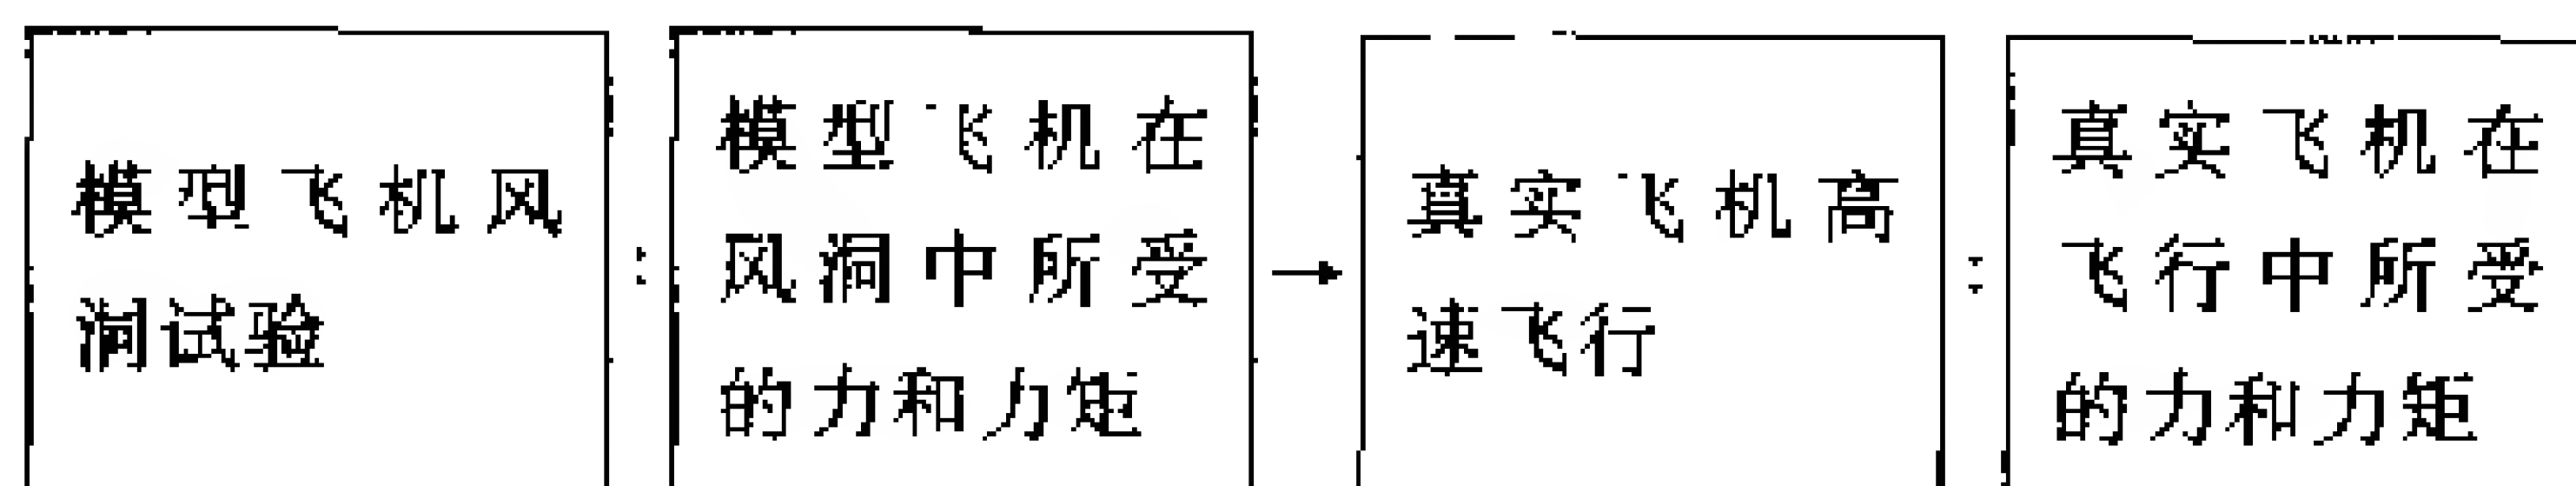 模型飞机风
洞试验
:
模型飞机在
风洞中所受
的力和力矩
→
真实飞机高
速飞行
:
真实飞机在
飞行中所受
的力和力矩